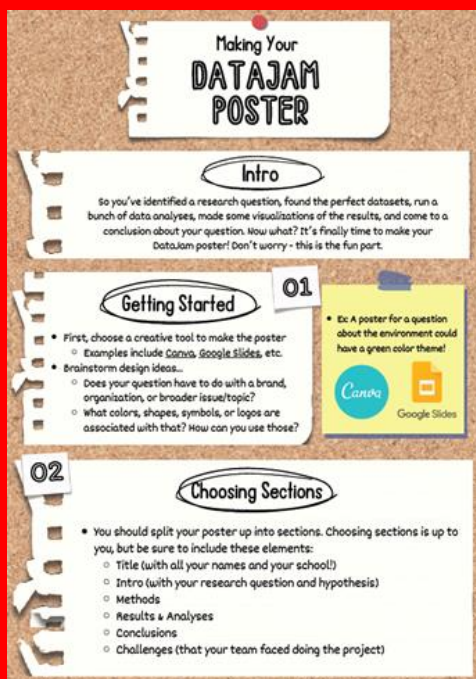 Making Your
DATAJAM
POSTER
Intro
So you've identified a research question, found the perfect datasets, run a
bunch of data analyses, made some visualizations of the results, and come to a
conclusion about your question. Now what? It's finally time to make your
DataJam poster! Don't worry - this is the fun part.
01
Getting Started
• First, choose a creative tool to make the poster
○ Examples include Canva, Google Slides, etc.
• Brainstorm design ideas...
○ Does your question have to do with a brand,
organization, or broader issue/topic?
○ What colors, shapes, symbols, or logos are
associated with that? How can you use those?
• Ex: A poster for a question
about the environment could
have a green color theme!
Canva
Google Slides
02
Choosing Sections
• You should split your poster up into sections. Choosing sections is up to
you, but be sure to include these elements:
○ Title (with all your names and your school!)
○ Intro (with your research question and hypothesis)
○ Methods
○ Results & Analyses
○ Conclusions
○ Challenges (that your team faced doing the project)